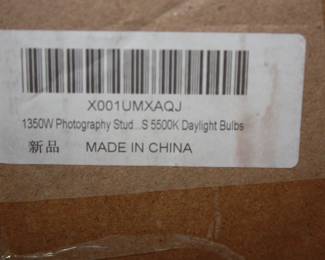 X001UMXAQJ
1350W Photography Stud...S 5500K Daylight Bulbs
新品 MADE IN CHINA